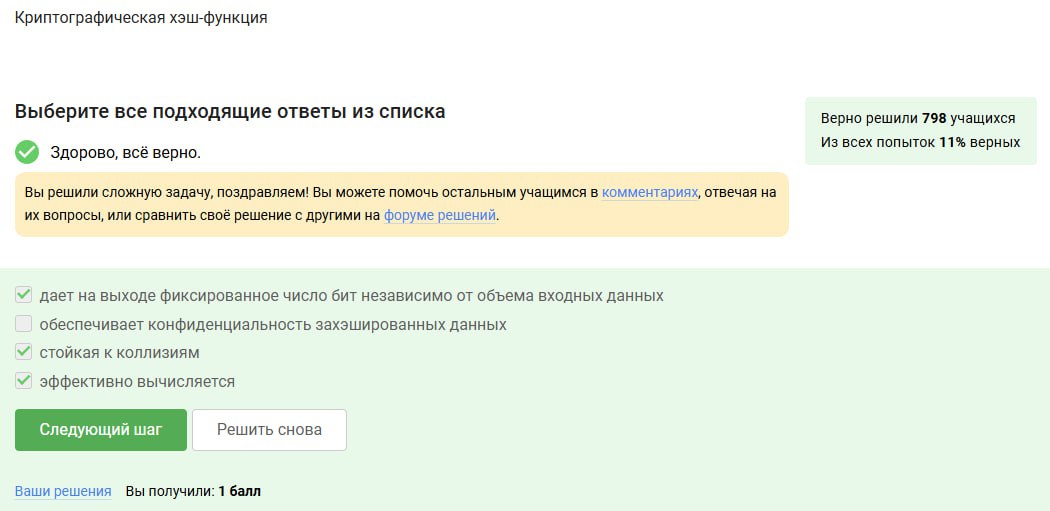 Криптографическая хэш-функция
Выберите все подходящие ответы из списка
Здорово, всё верно.
Верно решили 798 учащихся
Из всех попыток 11% верных
Вы решили сложную задачу, поздравляем! Вы можете помочь остальным учащимся в комментариях, отвечая на
их вопросы, или сравнить своё решение с другими на форуме решений.
дает на выходе фиксированное число бит независимо от объема входных данных
обеспечивает конфиденциальность захэшированных данных
стойкая к коллизиям
эффективно вычисляется
Следующий шаг
Решить снова
Ваши решения Вы получили: 1 балл